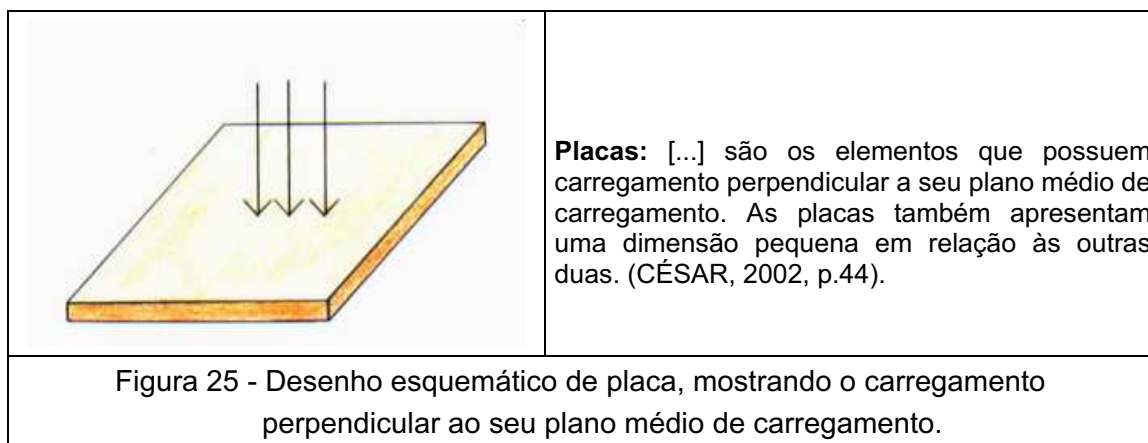 Placas: [...] são os elementos que possuem
carregamento perpendicular a seu plano médio de
carregamento. As placas também apresentam
uma dimensão pequena em relação às outras
duas. (CÉSAR, 2002, p.44).
Figura 25 - Desenho esquemático de placa, mostrando o carregamento
perpendicular ao seu plano médio de carregamento.